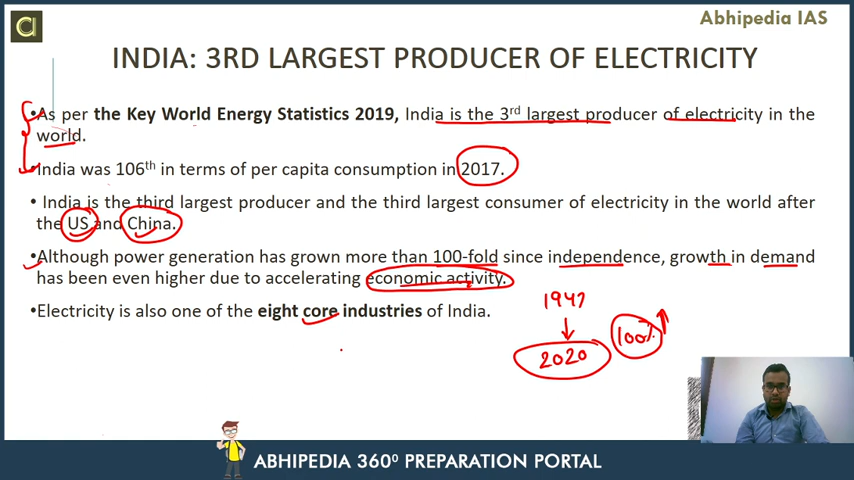 Abhipedia IAS
INDIA: 3RD LARGEST PRODUCER OF ELECTRICITY
•As per the Key World Energy Statistics 2019, India is the 3rd largest producer of electricity in the
world.
•India was 106th in terms of per capita consumption in 2017.
• India is the third largest producer and the third largest consumer of electricity in the world after
the US and China.
•Although power generation has grown more than 100-fold since independence, growth in demand
has been even higher due to accelerating economic activity.
•Electricity is also one of the eight core industries of India.
1947
2020
100%
ABHIPEDIA 360⁰ PREPARATION PORTAL